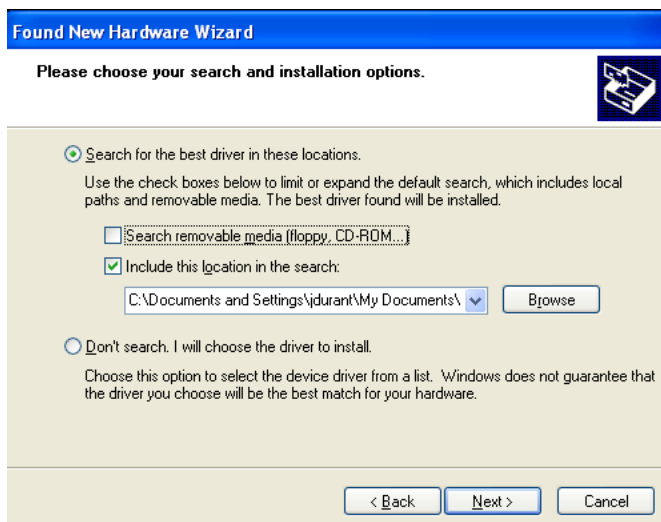 Found New Hardware Wizard
Please choose your search and installation options.
Search for the best driver in these locations.
Use the check boxes below to limit or expand the default search, which includes local
paths and removable media. The best driver found will be installed.
Search removable media (floppy, CD-ROM...)
Include this location in the search:
C:\Documents and Settings\jdurant\My Documents\
Browse
Don't search. I will choose the driver to install.
Choose this option to select the device driver from a list.  Windows does not guarantee that
the driver you choose will be the best match for your hardware.
< Back
Next >
Cancel